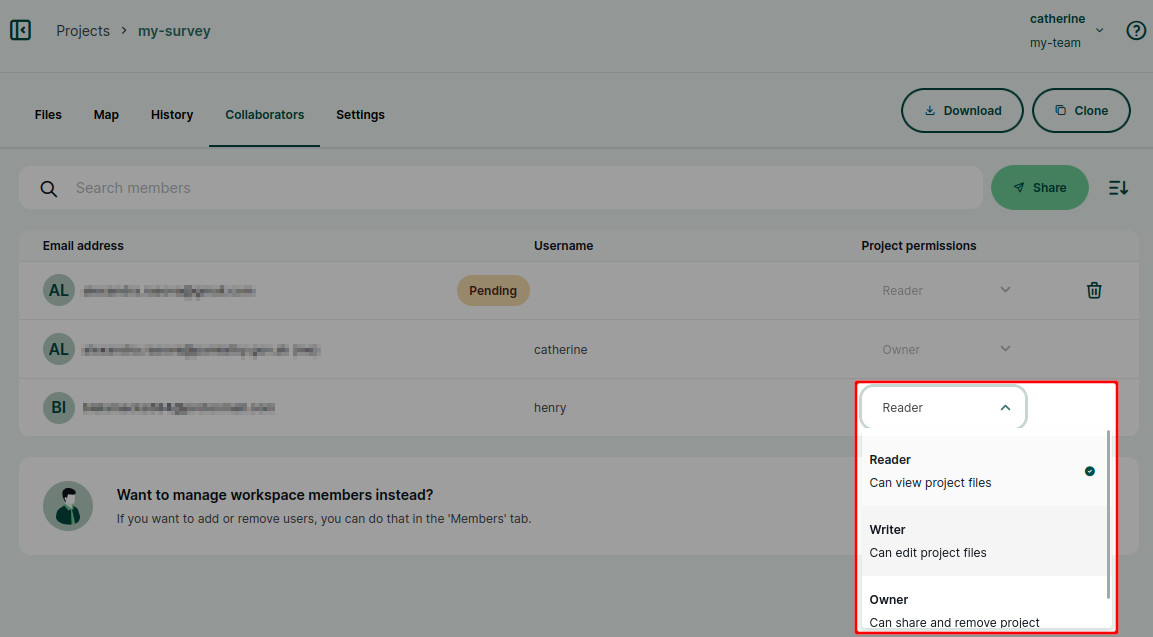 Projects > my-survey
catherine
my-team
Files Map History Collaborators Settings
Download Clone
Search members
Share
Email address Username Project permissions
AL Pending Reader
AL catherine Owner
BI henry Reader
Reader
Can view project files
Writer
Can edit project files
Owner
Can share and remove project
Want to manage workspace members instead?
If you want to add or remove users, you can do that in the 'Members' tab.